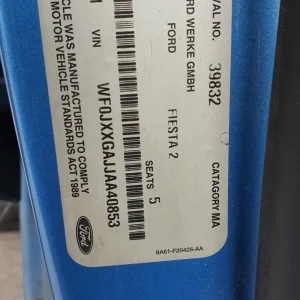 VAL NO. 39832 CATAGORY MA
RD WERKE GMBH
FORD FIESTA 2
SEATS 5
VIN WF0JXXGAJJAA40853
CLE WAS MANUFACTURED TO COMPLY
MOTOR VEHICLE STANDARDS ACT 1989
Ford
8A61-F20426-AA